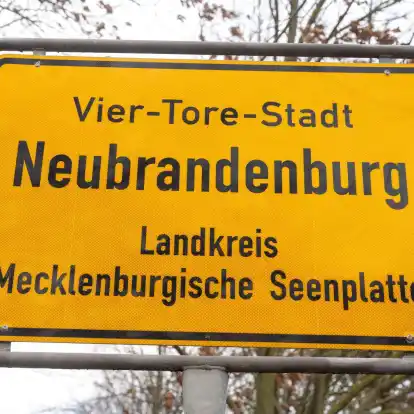 Vier-Tore-Stadt
Neubrandenburg
Landkreis
Mecklenburgische Seenplatte